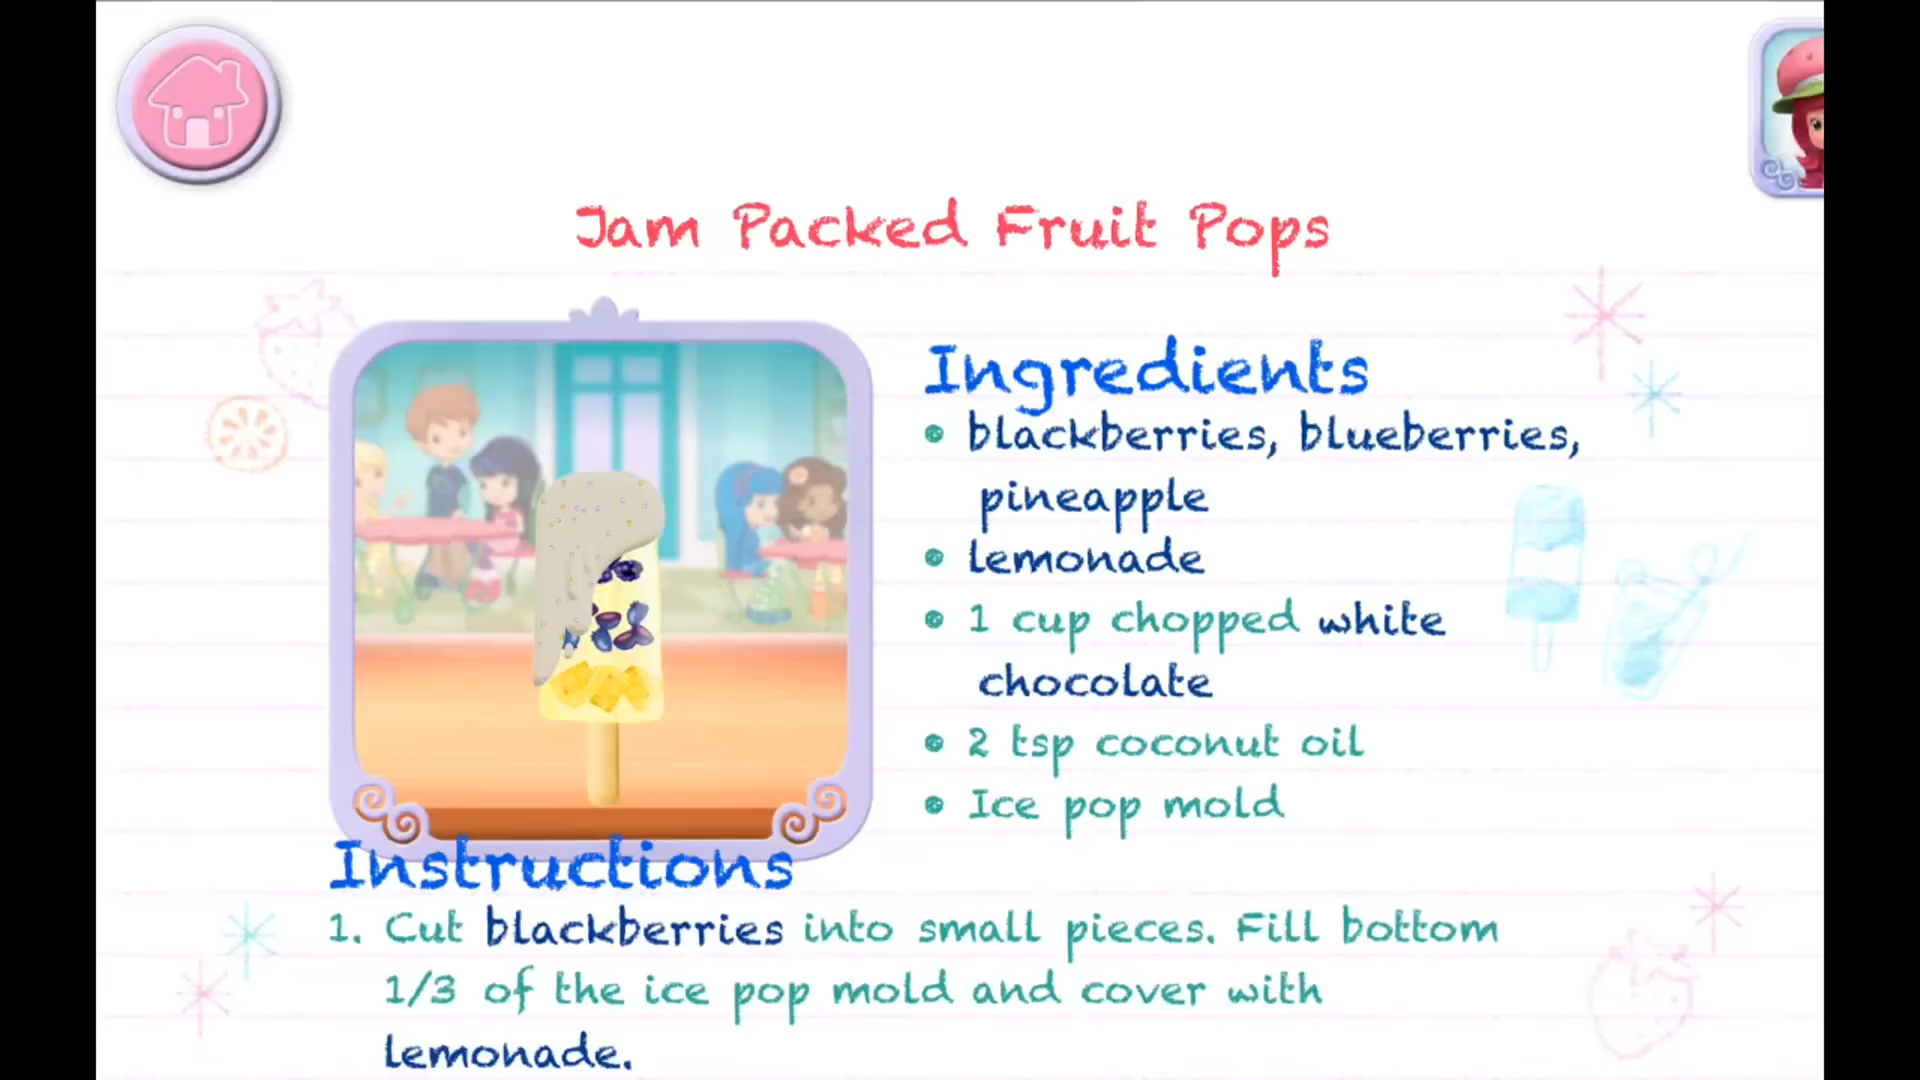 Jam Packed Fruit Pops
Ingredients
• blackberries, blueberries,
pineapple
• lemonade
• 1 cup chopped white
chocolate
• 2 tsp coconut oil
• Ice pop mold
Instructions
1. Cut blackberries into small pieces. Fill bottom
1/3 of the ice pop mold and cover with
lemonade.